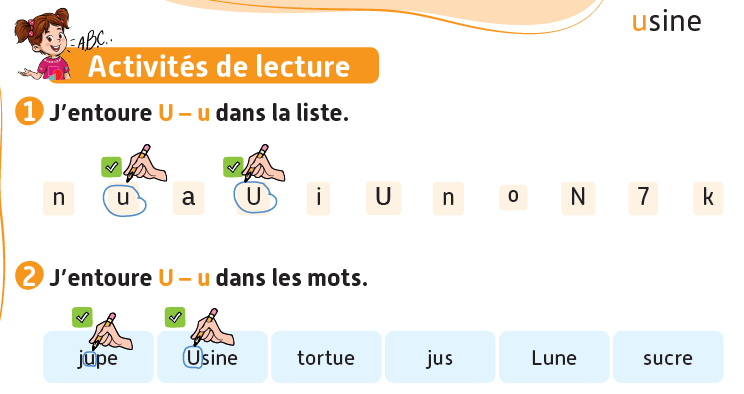 usine
A.B.C..
Activités de lecture
1 J'entoure U – u dans la liste.
n u a U i U n o N 7 k
2 J'entoure U – u dans les mots.
jupe Usine tortue jus Lune sucre